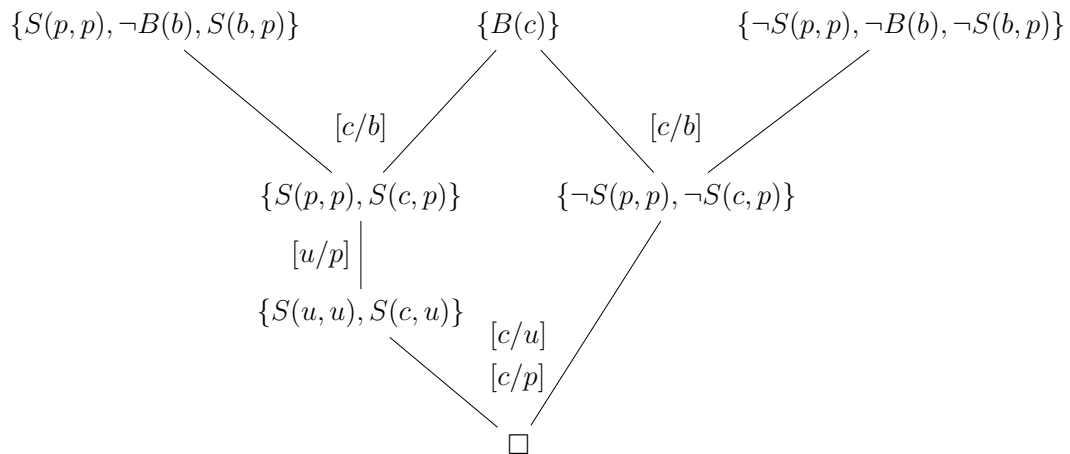 {S(p, p), ¬B(b), S(b, p)} {B(c)} {¬S(p, p), ¬B(b), ¬S(b, p)}
[c/b] [c/b]
{S(p, p), S(c, p)} {¬S(p, p), ¬S(c, p)}
[u/p]
{S(u, u), S(c, u)}
[c/u]
[c/p]
□